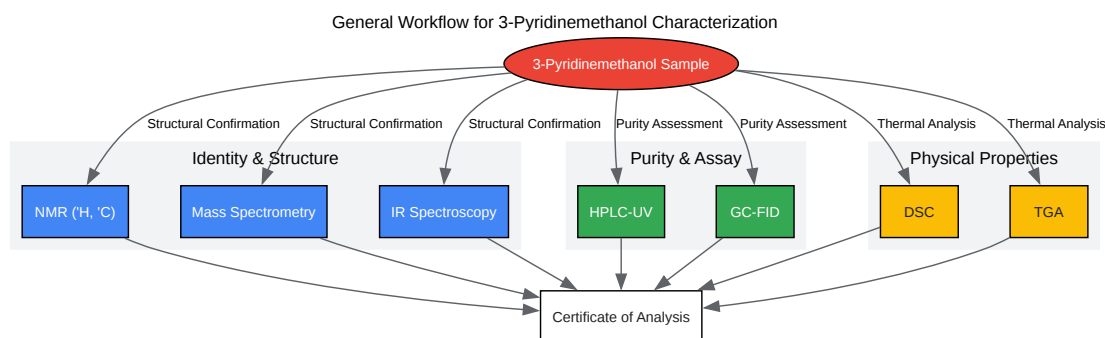 General Workflow for 3-Pyridinemethanol Characterization
3-Pyridinemethanol Sample
Structural Confirmation
Structural Confirmation
Structural Confirmation
Purity Assessment
Purity Assessment
Thermal Analysis
Thermal Analysis
Identity & Structure
Purity & Assay
Physical Properties
NMR ('H, 'C)
Mass Spectrometry
IR Spectroscopy
HPLC-UV
GC-FID
DSC
TGA
Certificate of Analysis